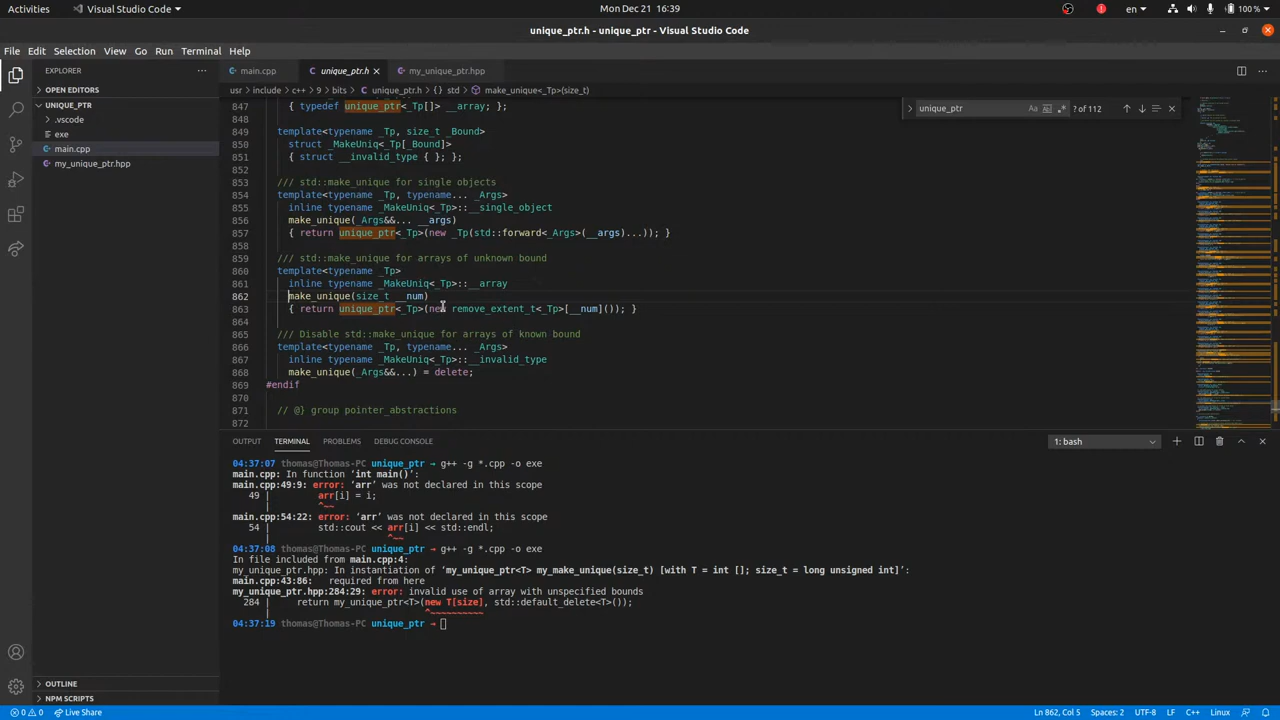 Activities
Visual Studio Code
Mon Dec 21 16:39
en
100 %
unique_ptr.h - unique_ptr - Visual Studio Code
File Edit Selection View Go Run Terminal Help
EXPLORER
OPEN EDITORS
UNIQUE_PTR
.vscode
exe
main.cpp
my_unique_ptr.hpp
OUTLINE
NPM SCRIPTS
main.cpp
unique_ptr.h
my_unique_ptr.hpp
usr > include > c++ > 9 > bits > unique_ptr.h > {} std > make_unique<_Tp>(size_t)
unique_ptr
Aa
? of 112
847 { typedef unique_ptr<_Tp[]> __array; };
848
849 template<typename _Tp, size_t _Bound>
850 struct _MakeUniq<_Tp[_Bound]>
851 { struct __invalid_type { }; };
852
853 /// std::make_unique for single objects
854 template<typename _Tp, typename... _Args>
855 inline typename _MakeUniq<_Tp>::__single_object
856 make_unique(_Args&&... __args)
857 { return unique_ptr<_Tp>(new _Tp(std::forward<_Args>(__args)...)); }
858
859 /// std::make_unique for arrays of unknown bound
860 template<typename _Tp>
861 inline typename _MakeUniq<_Tp>::__array
862 make_unique(size_t __num)
863 { return unique_ptr<_Tp>(new remove_extent_t<_Tp>[__num]()); }
864
865 /// Disable std::make_unique for arrays of known bound
866 template<typename _Tp, typename... _Args>
867 inline typename _MakeUniq<_Tp>::__invalid_type
868 make_unique(_Args&&...) = delete;
869 #endif
870
871 // @} group pointer_abstractions
872
OUTPUT TERMINAL PROBLEMS DEBUG CONSOLE
1: bash
04:37:07 thomas@Thomas-PC unique_ptr → g++ -g *.cpp -o exe
main.cpp: In function ‘int main()’:
main.cpp:49:9: error: ‘arr’ was not declared in this scope
49 | arr[i] = i;
| ^~~
main.cpp:54:22: error: ‘arr’ was not declared in this scope
54 | std::cout << arr[i] << std::endl;
| ^~~
04:37:08 thomas@Thomas-PC unique_ptr → g++ -g *.cpp -o exe
In file included from main.cpp:4:
my_unique_ptr.hpp: In instantiation of ‘my_unique_ptr<T> my_make_unique(size_t) [with T = int []; size_t = long unsigned int]’:
main.cpp:43:86: required from here
my_unique_ptr.hpp:284:29: error: invalid use of array with unspecified bounds
284 | return my_unique_ptr<T>(new T[size], std::default_delete<T>());
| ^~~~~~~~~~~
04:37:19 thomas@Thomas-PC unique_ptr →
0 0
Live Share
Ln 862, Col 5
Spaces: 2
UTF-8
LF
C++
Linux